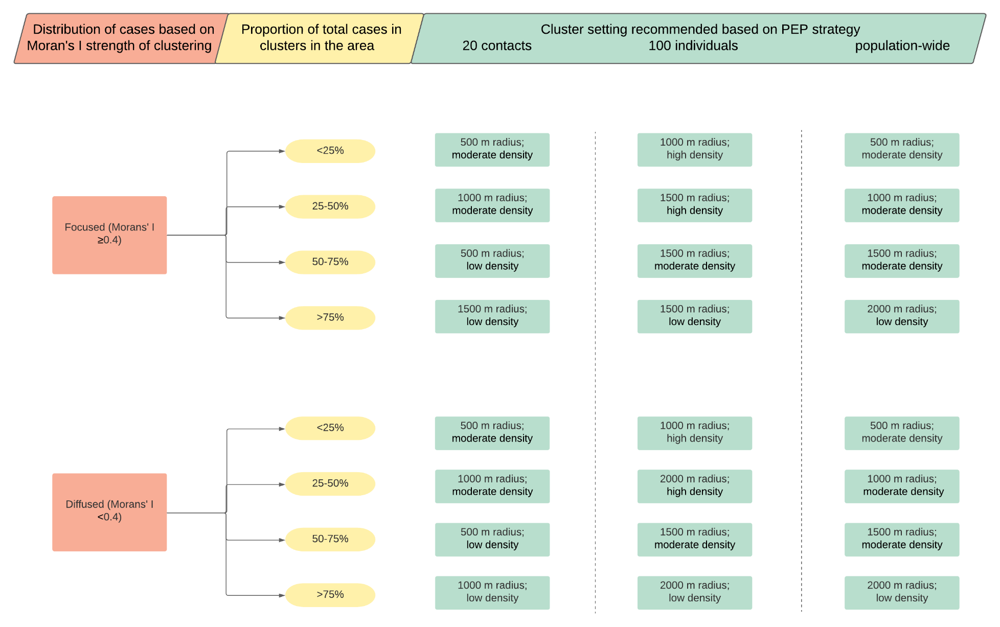 Distribution of cases based on
Moran's I strength of clustering
Proportion of total cases in
clusters in the area
Cluster setting recommended based on PEP strategy
20 contacts
100 individuals
population-wide
Focused (Morans' I
≥0.4)
<25%
500 m radius;
moderate density
1000 m radius;
high density
500 m radius;
moderate density
25-50%
1000 m radius;
moderate density
1500 m radius;
high density
1000 m radius;
moderate density
50-75%
500 m radius;
low density
1500 m radius;
moderate density
1500 m radius;
moderate density
>75%
1500 m radius;
low density
1500 m radius;
low density
2000 m radius;
low density
Diffused (Morans' I
<0.4)
<25%
500 m radius;
moderate density
1000 m radius;
high density
500 m radius;
moderate density
25-50%
1000 m radius;
moderate density
2000 m radius;
high density
1000 m radius;
moderate density
50-75%
500 m radius;
low density
1500 m radius;
moderate density
1500 m radius;
moderate density
>75%
1000 m radius;
low density
2000 m radius;
low density
2000 m radius;
low density